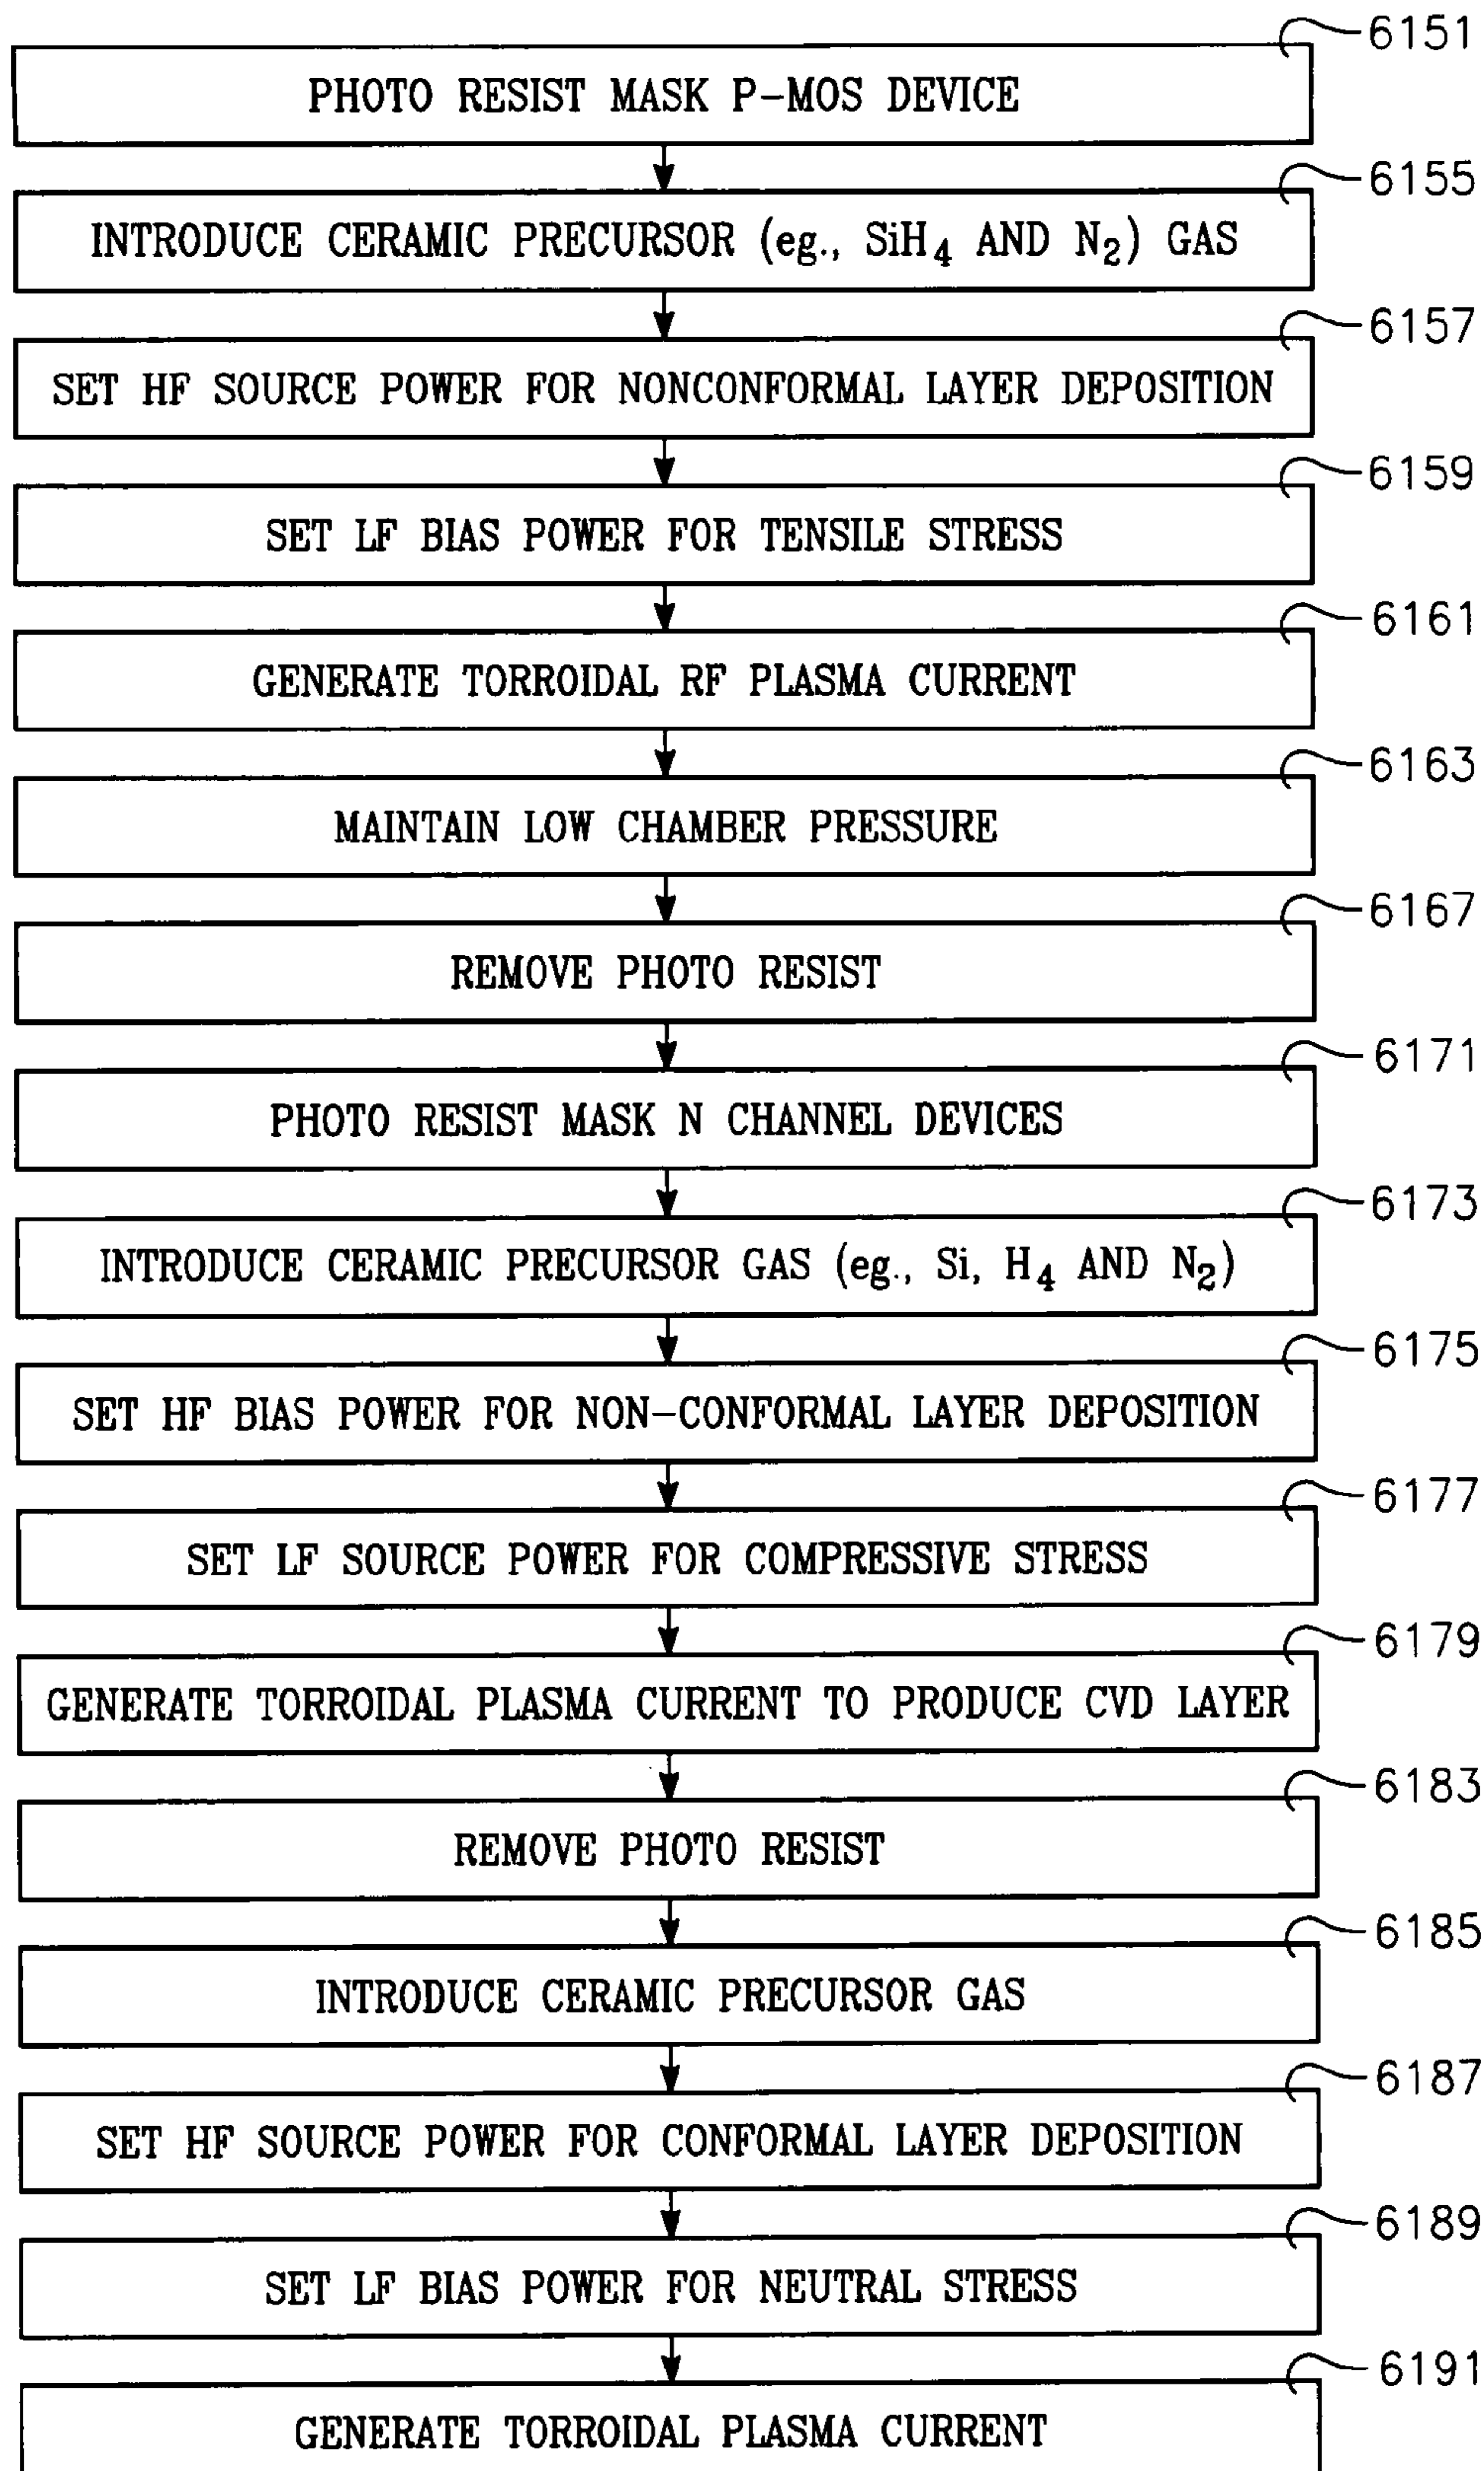 6151
PHOTO RESIST MASK P-MOS DEVICE
6155
INTRODUCE CERAMIC PRECURSOR (eg., SiH4 AND N2) GAS
6157
SET HF SOURCE POWER FOR NONCONFORMAL LAYER DEPOSITION
6159
SET LF BIAS POWER FOR TENSILE STRESS
6161
GENERATE TORROIDAL RF PLASMA CURRENT
6163
MAINTAIN LOW CHAMBER PRESSURE
6167
REMOVE PHOTO RESIST
6171
PHOTO RESIST MASK N CHANNEL DEVICES
6173
INTRODUCE CERAMIC PRECURSOR GAS (eg., Si, H4 AND N2)
6175
SET HF BIAS POWER FOR NON-CONFORMAL LAYER DEPOSITION
6177
SET LF SOURCE POWER FOR COMPRESSIVE STRESS
6179
GENERATE TORROIDAL PLASMA CURRENT TO PRODUCE CVD LAYER
6183
REMOVE PHOTO RESIST
6185
INTRODUCE CERAMIC PRECURSOR GAS
6187
SET HF SOURCE POWER FOR CONFORMAL LAYER DEPOSITION
6189
SET LF BIAS POWER FOR NEUTRAL STRESS
6191
GENERATE TORROIDAL PLASMA CURRENT